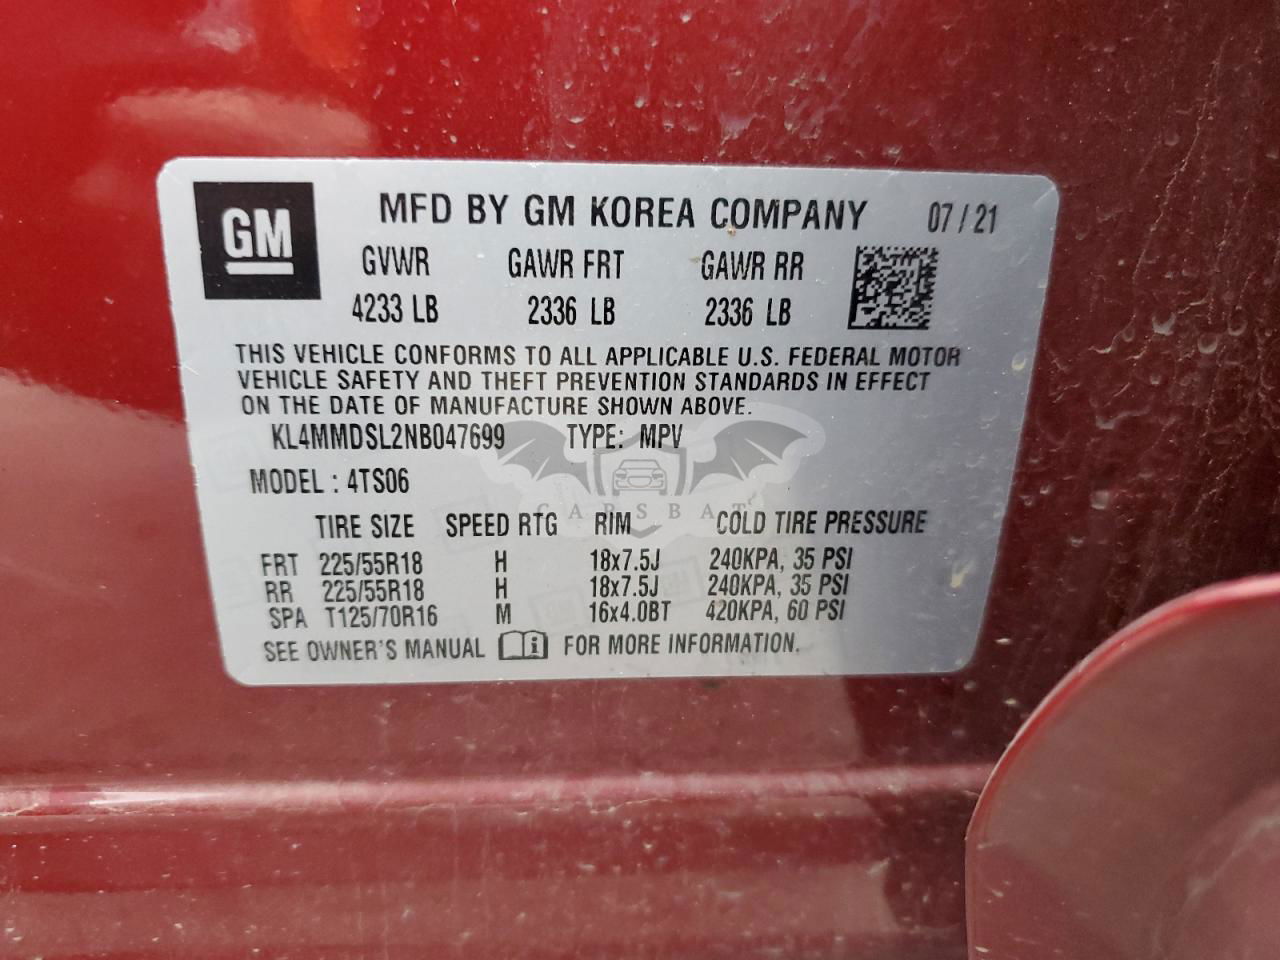 GM
MFD BY GM KOREA COMPANY 07 / 21
GVWR GAWR FRT GAWR RR
4233 LB 2336 LB 2336 LB
THIS VEHICLE CONFORMS TO ALL APPLICABLE U.S. FEDERAL MOTOR
VEHICLE SAFETY AND THEFT PREVENTION STANDARDS IN EFFECT
ON THE DATE OF MANUFACTURE SHOWN ABOVE.
KL4MMDSL2NB047699 TYPE: MPV
MODEL : 4TS06
CARSBAT
TIRE SIZE SPEED RTG RIM COLD TIRE PRESSURE
FRT 225/55R18 H 18x7.5J 240KPA, 35 PSI
RR 225/55R18 H 18x7.5J 240KPA, 35 PSI
SPA T125/70R16 M 16x4.0BT 420KPA, 60 PSI
SEE OWNER'S MANUAL i FOR MORE INFORMATION.